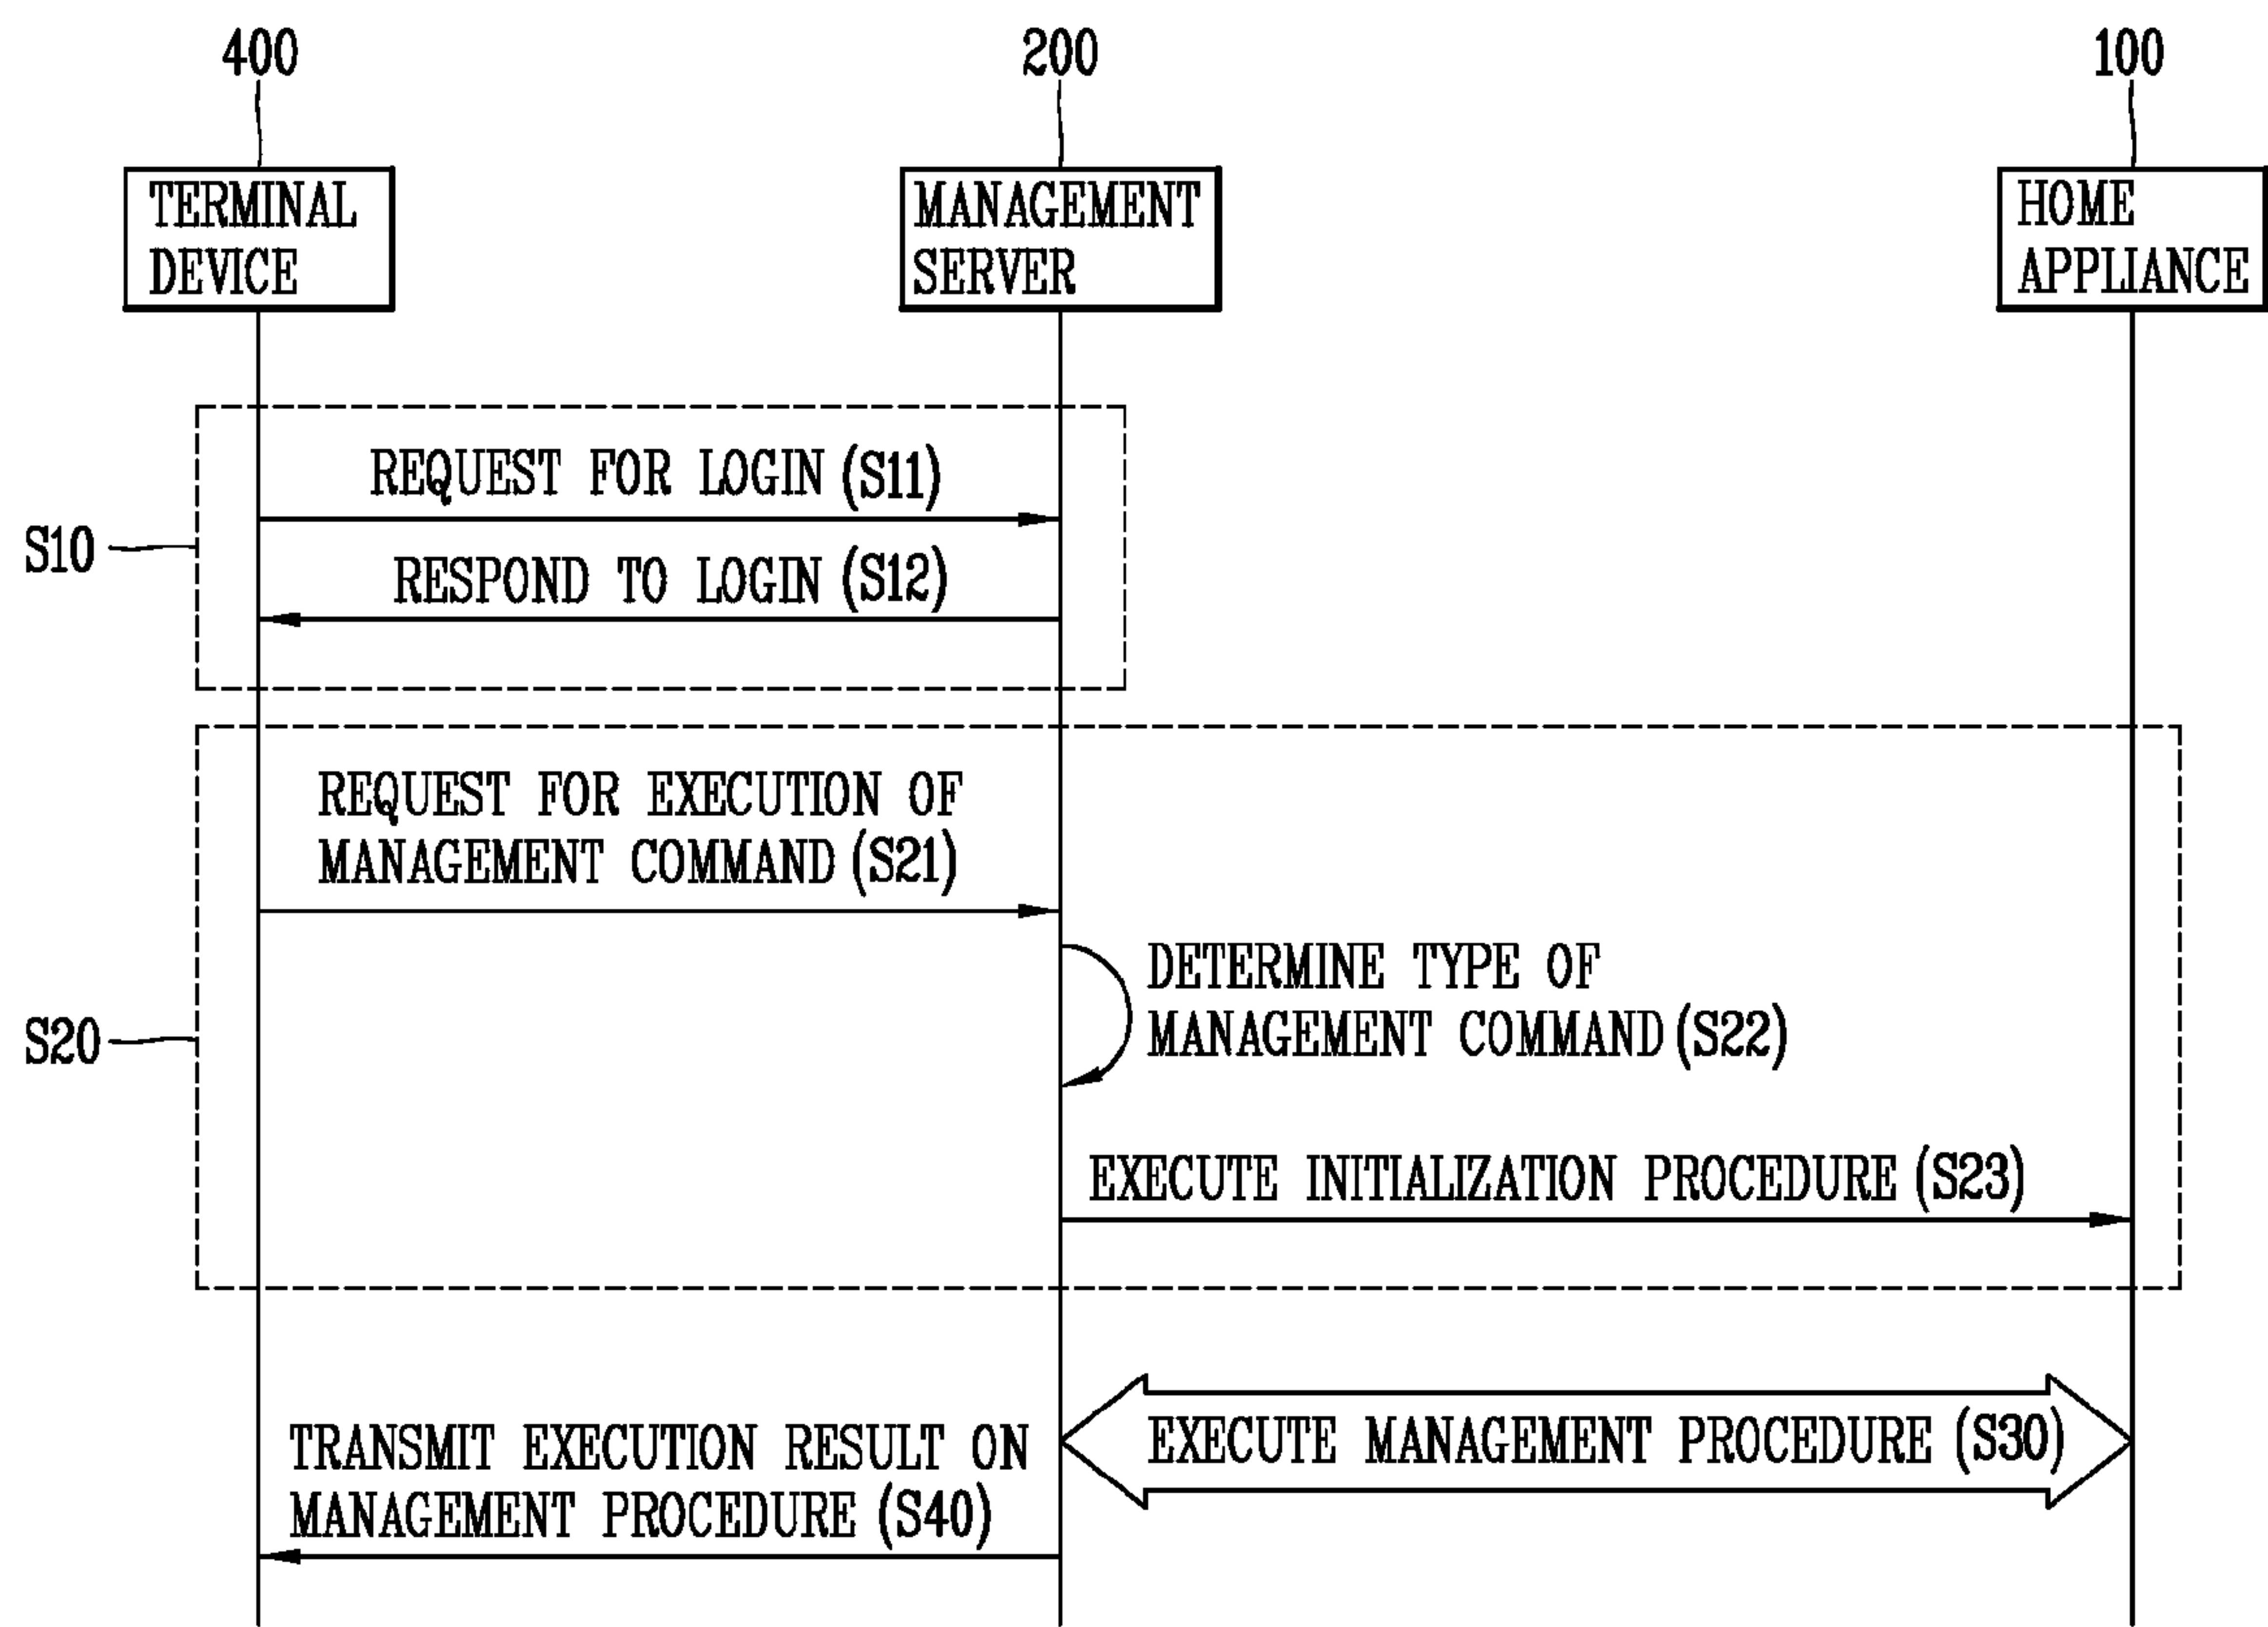 400
200
100
TERMINAL
DEVICE
MANAGEMENT
SERVER
HOME
APPLIANCE
REQUEST FOR LOGIN (S11)
S10
RESPOND TO LOGIN (S12)
REQUEST FOR EXECUTION OF
MANAGEMENT COMMAND (S21)
DETERMINE TYPE OF
MANAGEMENT COMMAND (S22)
S20
EXECUTE INITIALIZATION PROCEDURE (S23)
EXECUTE MANAGEMENT PROCEDURE (S30)
TRANSMIT EXECUTION RESULT ON
MANAGEMENT PROCEDURE (S40)